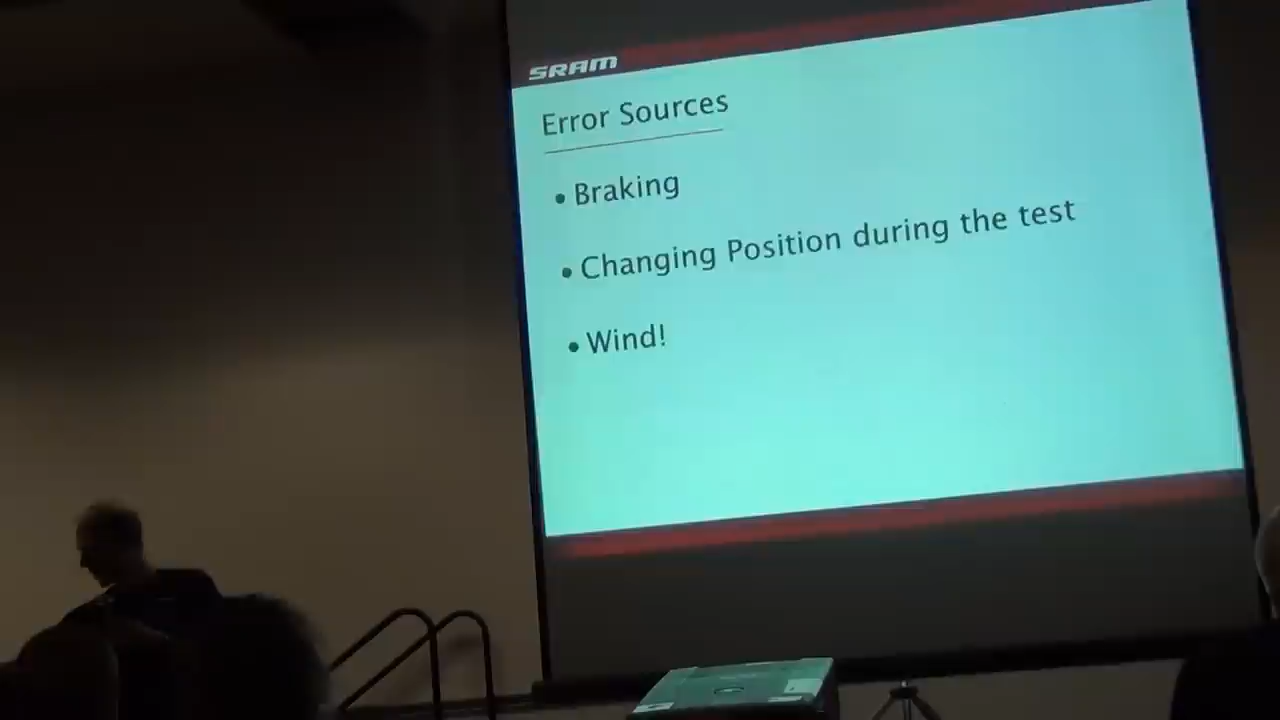 SRAM
Error Sources
• Braking
• Changing Position during the test
• Wind!